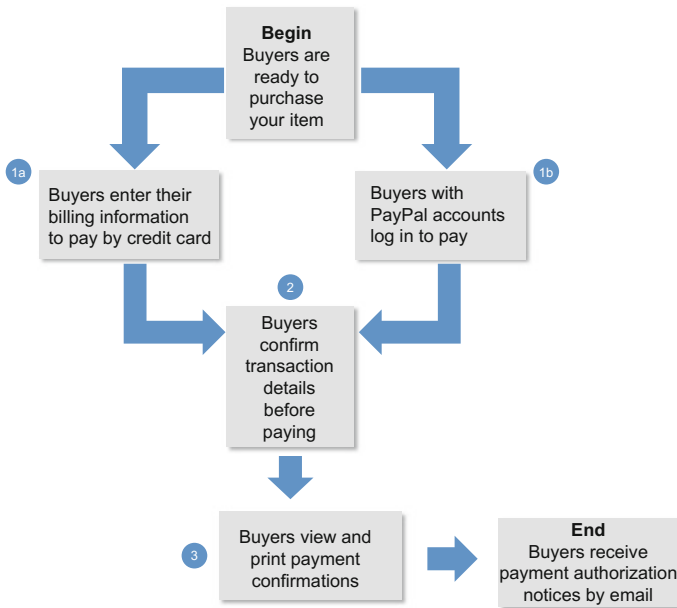 Begin
Buyers are
ready to
purchase
your item
1a
Buyers enter their
billing information
to pay by credit card
1b
Buyers with
PayPal accounts
log in to pay
2
Buyers
confirm
transaction
details
before
paying
3
Buyers view and
print payment
confirmations
End
Buyers receive
payment authorization
notices by email